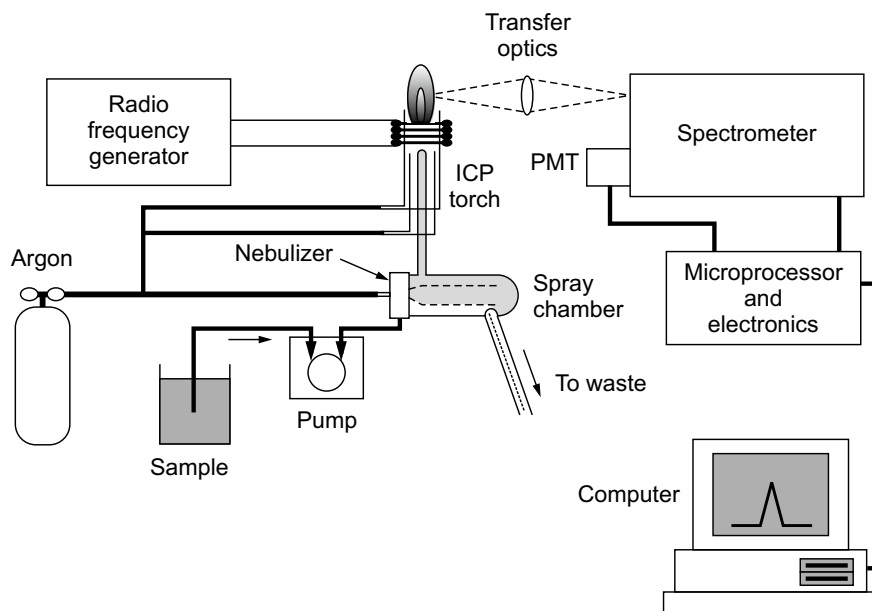 Transfer
optics
Radio
frequency
generator
Spectrometer
PMT
ICP
torch
Nebulizer
Argon
Spray
chamber
Microprocessor
and
electronics
To waste
Pump
Sample
Computer